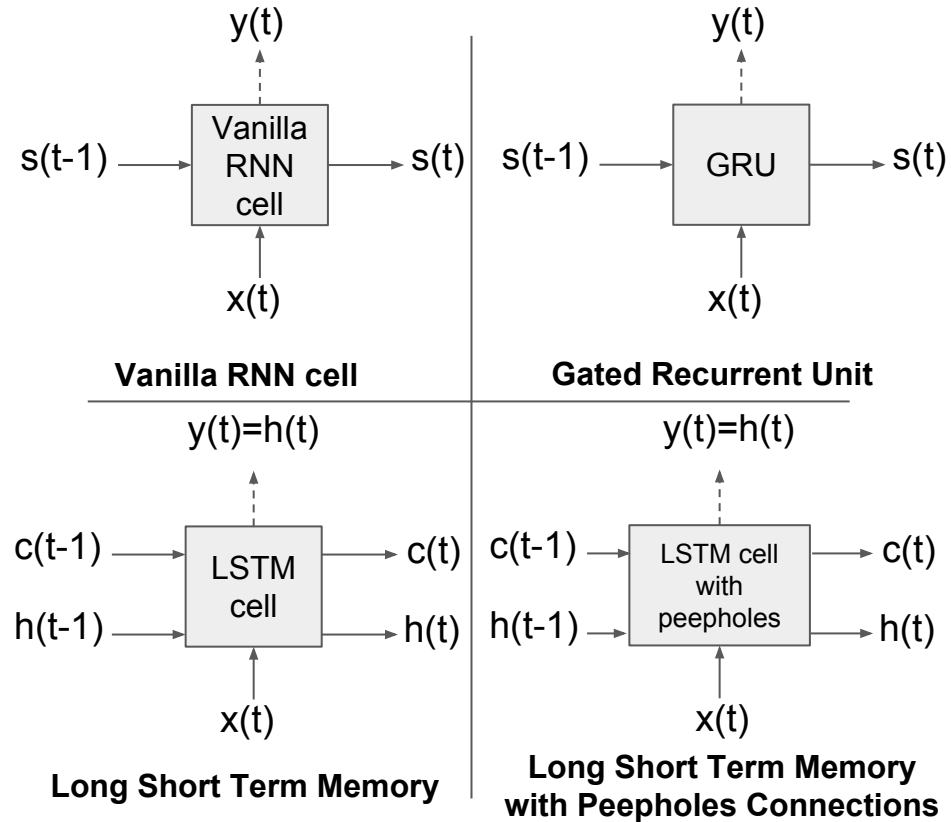 y(t)
Vanilla
RNN
cell
s(t-1)
s(t)
x(t)
Vanilla RNN cell
y(t)
GRU
s(t-1)
s(t)
x(t)
Gated Recurrent Unit
y(t)=h(t)
c(t-1)
c(t)
LSTM
cell
h(t-1)
h(t)
x(t)
Long Short Term Memory
y(t)=h(t)
c(t-1)
c(t)
LSTM cell
with
peepholes
h(t-1)
h(t)
x(t)
Long Short Term Memory
with Peepholes Connections